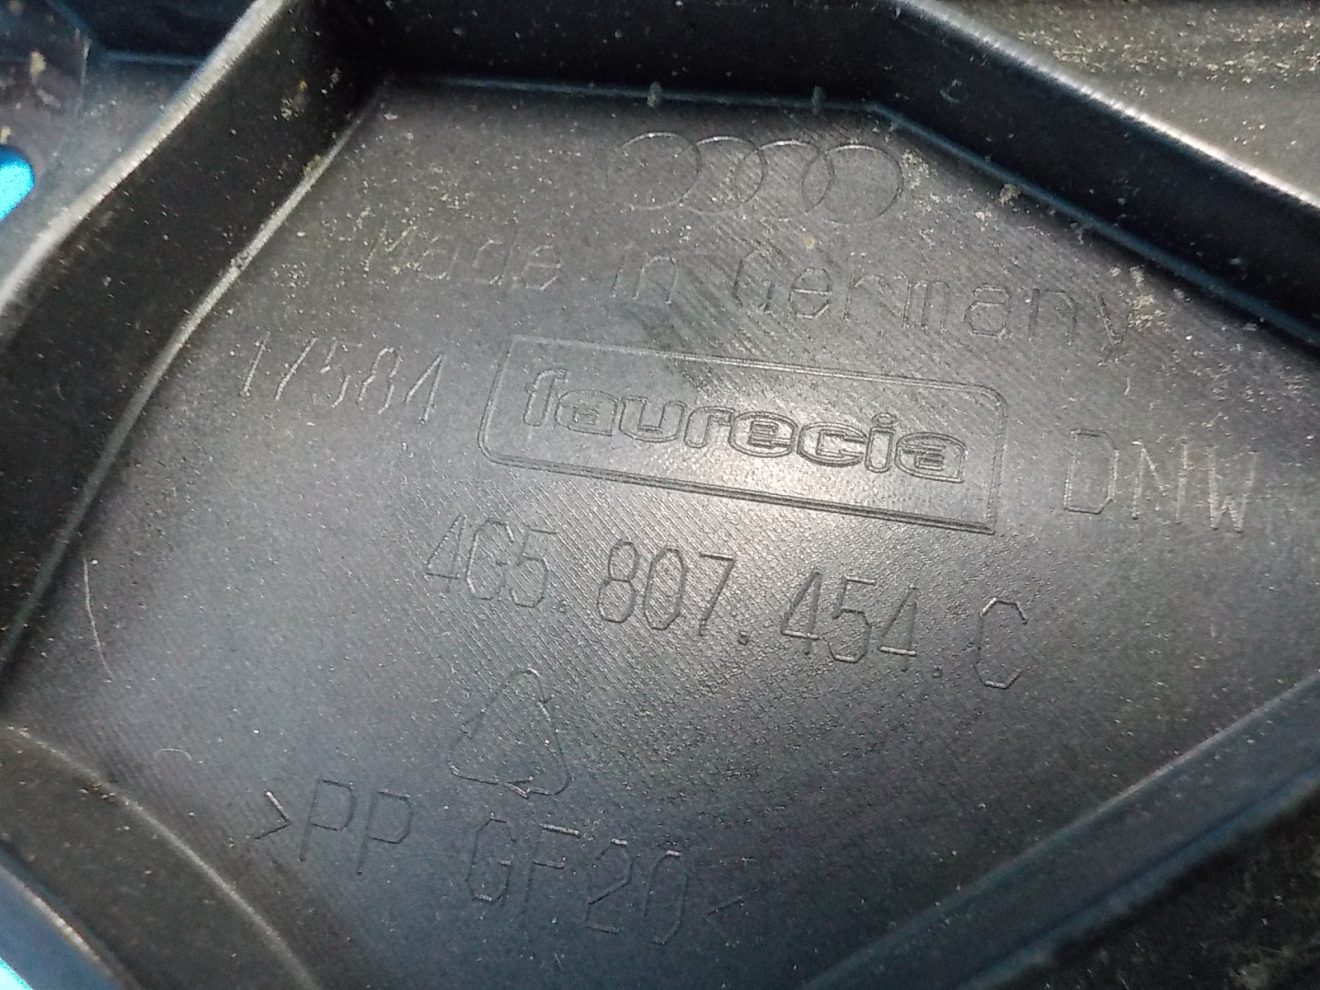 Made in Germany
17584 faurecia DNW
4G5.807.454.C
>PP GF20<